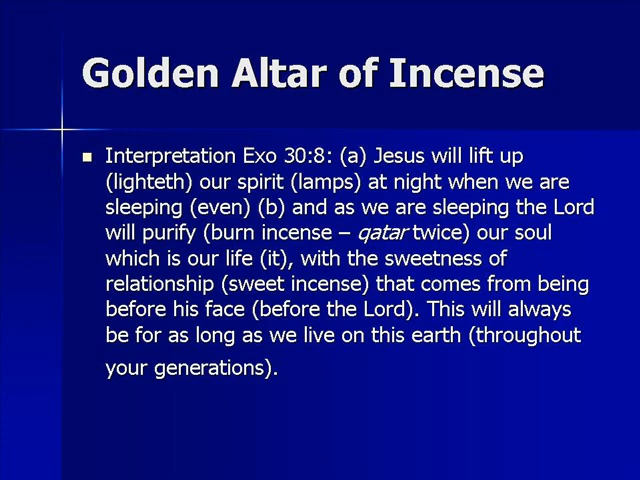 Golden Altar of Incense
Interpretation Exo 30:8: (a) Jesus will lift up
(lighteth) our spirit (lamps) at night when we are
sleeping (even) (b) and as we are sleeping the Lord
will purify (burn incense – qatar twice) our soul
which is our life (it), with the sweetness of
relationship (sweet incense) that comes from being
before his face (before the Lord). This will always
be for as long as we live on this earth (throughout
your generations).